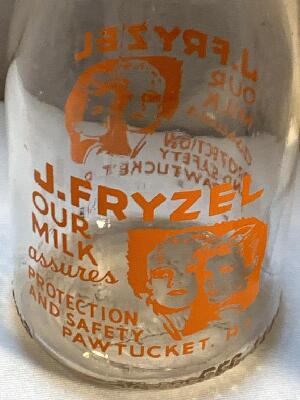 J. FRYZEL
OUR
MILK
assures
PROTECTION
AND SAFETY
PAWTUCKET, R.I.